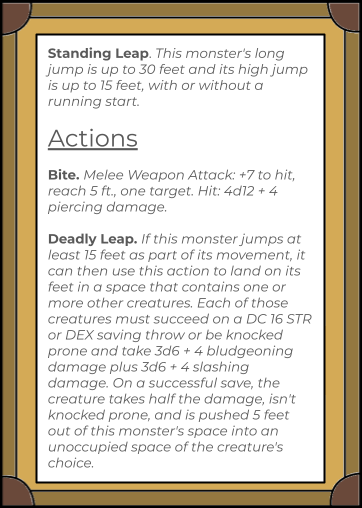 Standing Leap. This monster's long
jump is up to 30 feet and its high jump
is up to 15 feet, with or without a
running start.
Actions
Bite. Melee Weapon Attack: +7 to hit,
reach 5 ft., one target. Hit: 4d12 + 4
piercing damage.
Deadly Leap. If this monster jumps at
least 15 feet as part of its movement, it
can then use this action to land on its
feet in a space that contains one or
more other creatures. Each of those
creatures must succeed on a DC 16 STR
or DEX saving throw or be knocked
prone and take 3d6 + 4 bludgeoning
damage plus 3d6 + 4 slashing
damage. On a successful save, the
creature takes half the damage, isn't
knocked prone, and is pushed 5 feet
out of this monster's space into an
unoccupied space of the creature's
choice.